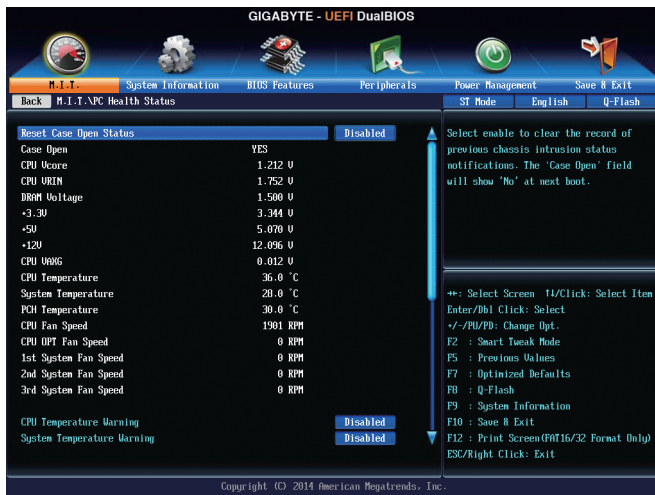 GIGABYTE - UEFI DualBIOS
M.I.T. System Information BIOS Features Peripherals Power Management Save & Exit
Back M.I.T.\PC Health Status ST Mode English Q-Flash
Reset Case Open Status Disabled
Case Open YES
CPU Vcore 1.212 V
CPU VRIN 1.752 V
DRAM Voltage 1.500 V
+3.3V 3.344 V
+5V 5.070 V
+12V 12.096 V
CPU VAXG 0.012 V
CPU Temperature 36.0 °C
System Temperature 28.0 °C
PCH Temperature 30.0 °C
CPU Fan Speed 1901 RPM
CPU OPT Fan Speed 0 RPM
1st System Fan Speed 0 RPM
2nd System Fan Speed 0 RPM
3rd System Fan Speed 0 RPM
CPU Temperature Warning Disabled
System Temperature Warning Disabled
Select enable to clear the record of
previous chassis intrusion status
notifications. The 'Case Open' field
will show 'No' at next boot.
→←: Select Screen ↑↓/Click: Select Item
Enter/Dbl Click: Select
+/-/PU/PD: Change Opt.
F2 : Smart Tweak Mode
F5 : Previous Values
F7 : Optimized Defaults
F8 : Q-Flash
F9 : System Information
F10 : Save & Exit
F12 : Print Screen(FAT16/32 Format Only)
ESC/Right Click: Exit
Copyright (C) 2014 American Megatrends, Inc.